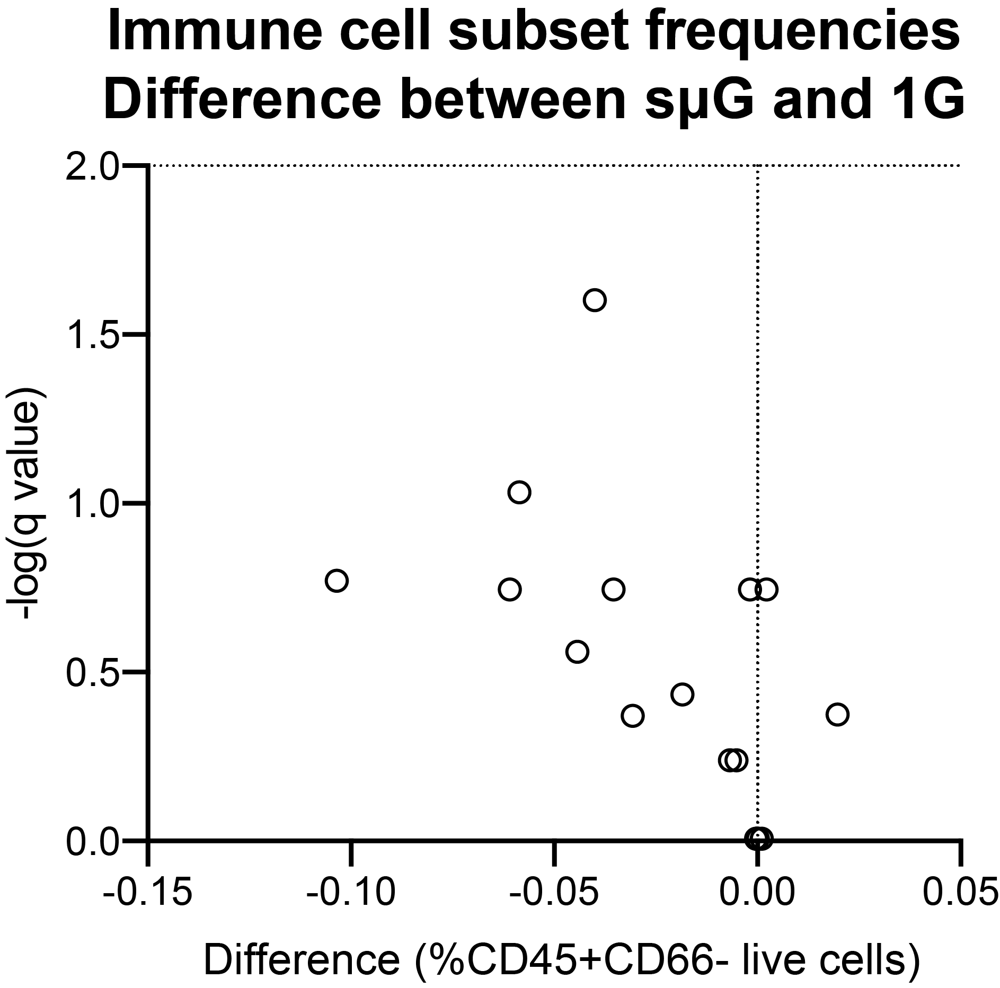 Immune cell subset frequencies
Difference between sµG and 1G
2.0
1.5
1.0
0.5
0.0
-log(q value)
-0.15 -0.10 -0.05 0.00 0.05
Difference (%CD45+CD66- live cells)